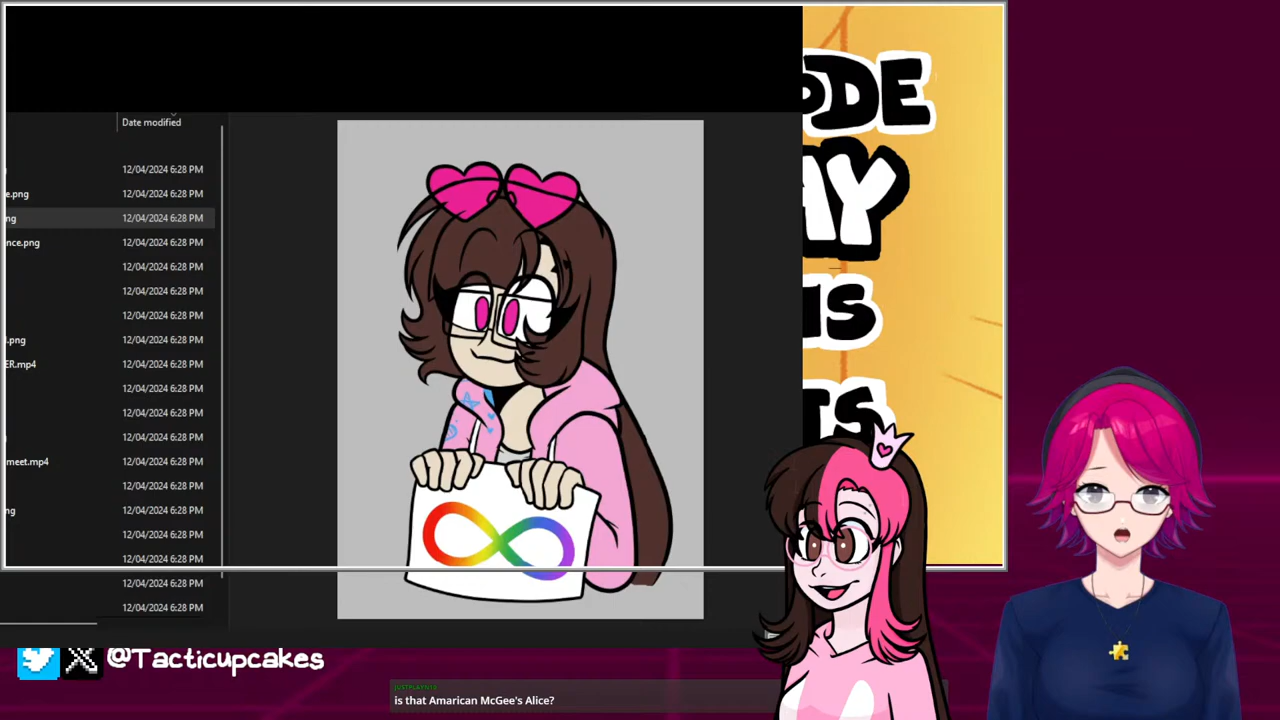 Date modified
12/04/2024 6:28 PM
e.png 12/04/2024 6:28 PM
ng 12/04/2024 6:28 PM
nce.png 12/04/2024 6:28 PM
12/04/2024 6:28 PM
12/04/2024 6:28 PM
12/04/2024 6:28 PM
.png 12/04/2024 6:28 PM
ER.mp4 12/04/2024 6:28 PM
12/04/2024 6:28 PM
12/04/2024 6:28 PM
12/04/2024 6:28 PM
meet.mp4 12/04/2024 6:28 PM
12/04/2024 6:28 PM
ng 12/04/2024 6:28 PM
12/04/2024 6:28 PM
12/04/2024 6:28 PM
12/04/2024 6:28 PM
12/04/2024 6:28 PM
ODE
AY
IS
TS
@Tacticupcakes
is that Amarican McGee's Alice?